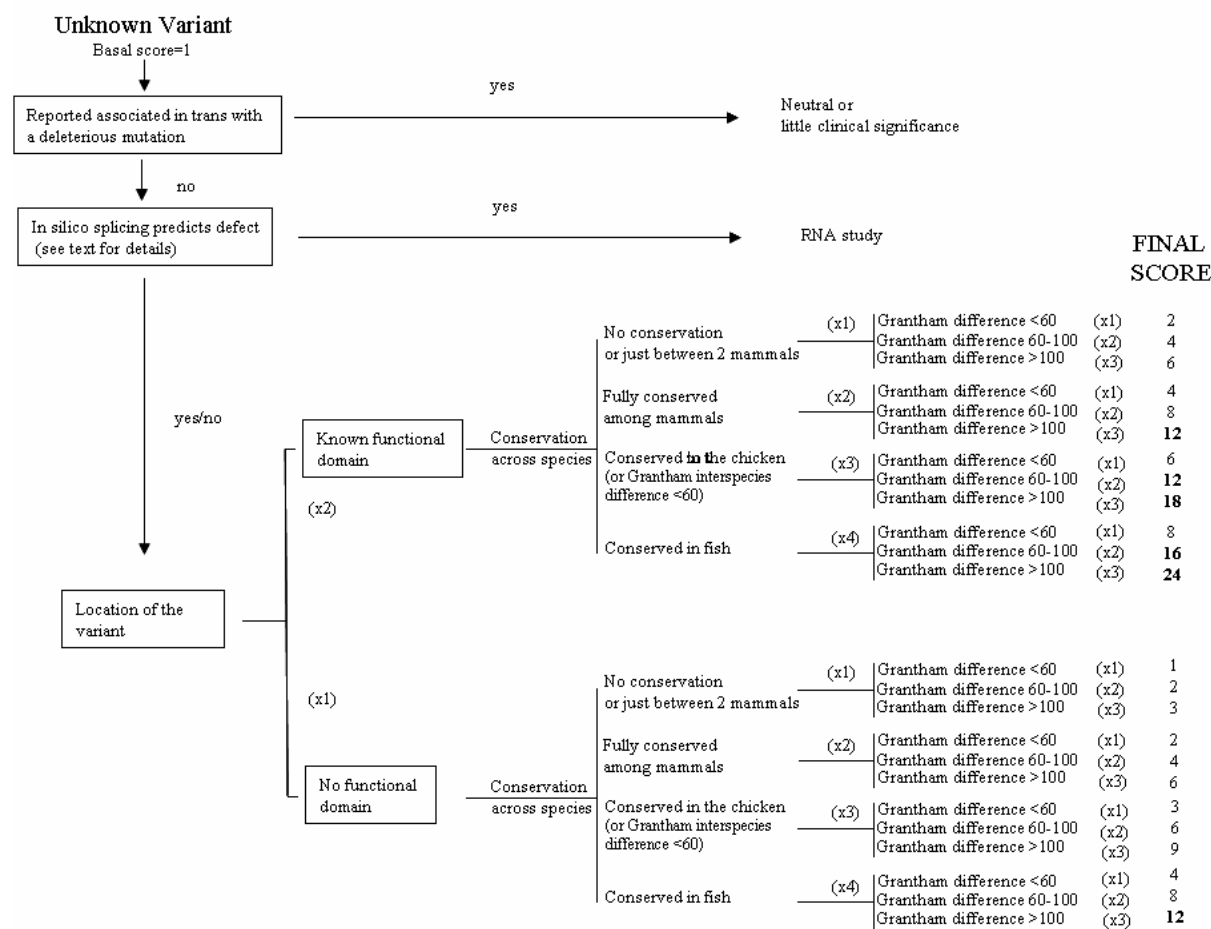 Unknown Variant
Basal score=1
yes
Reported associated in trans with
a deleterious mutation
Neutral or
little clinical significance
no
yes
In silico splicing predicts defect
(see text for details)
RNA study
FINAL
SCORE
yes/no
Known functional
domain
(x2)
Conservation
across species
No conservation
or just between 2 mammals
(x1)
Grantham difference <60 (x1) 2
Grantham difference 60-100 (x2) 4
Grantham difference >100 (x3) 6
Fully conserved
among mammals
(x2)
Grantham difference <60 (x1) 4
Grantham difference 60-100 (x2) 8
Grantham difference >100 (x3) 12
Conserved in the chicken
(or Grantham interspecies
difference <60)
(x3)
Grantham difference <60 (x1) 6
Grantham difference 60-100 (x2) 12
Grantham difference >100 (x3) 18
Conserved in fish
(x4)
Grantham difference <60 (x1) 8
Grantham difference 60-100 (x2) 16
Grantham difference >100 (x3) 24
Location of the
variant
(x1)
No functional
domain
Conservation
across species
No conservation
or just between 2 mammals
(x1)
Grantham difference <60 (x1) 1
Grantham difference 60-100 (x2) 2
Grantham difference >100 (x3) 3
Fully conserved
among mammals
(x2)
Grantham difference <60 (x1) 2
Grantham difference 60-100 (x2) 4
Grantham difference >100 (x3) 6
Conserved in the chicken
(or Grantham interspecies
difference <60)
(x3)
Grantham difference <60 (x1) 3
Grantham difference 60-100 (x2) 6
Grantham difference >100 (x3) 9
Conserved in fish
(x4)
Grantham difference <60 (x1) 4
Grantham difference 60-100 (x2) 8
Grantham difference >100 (x3) 12